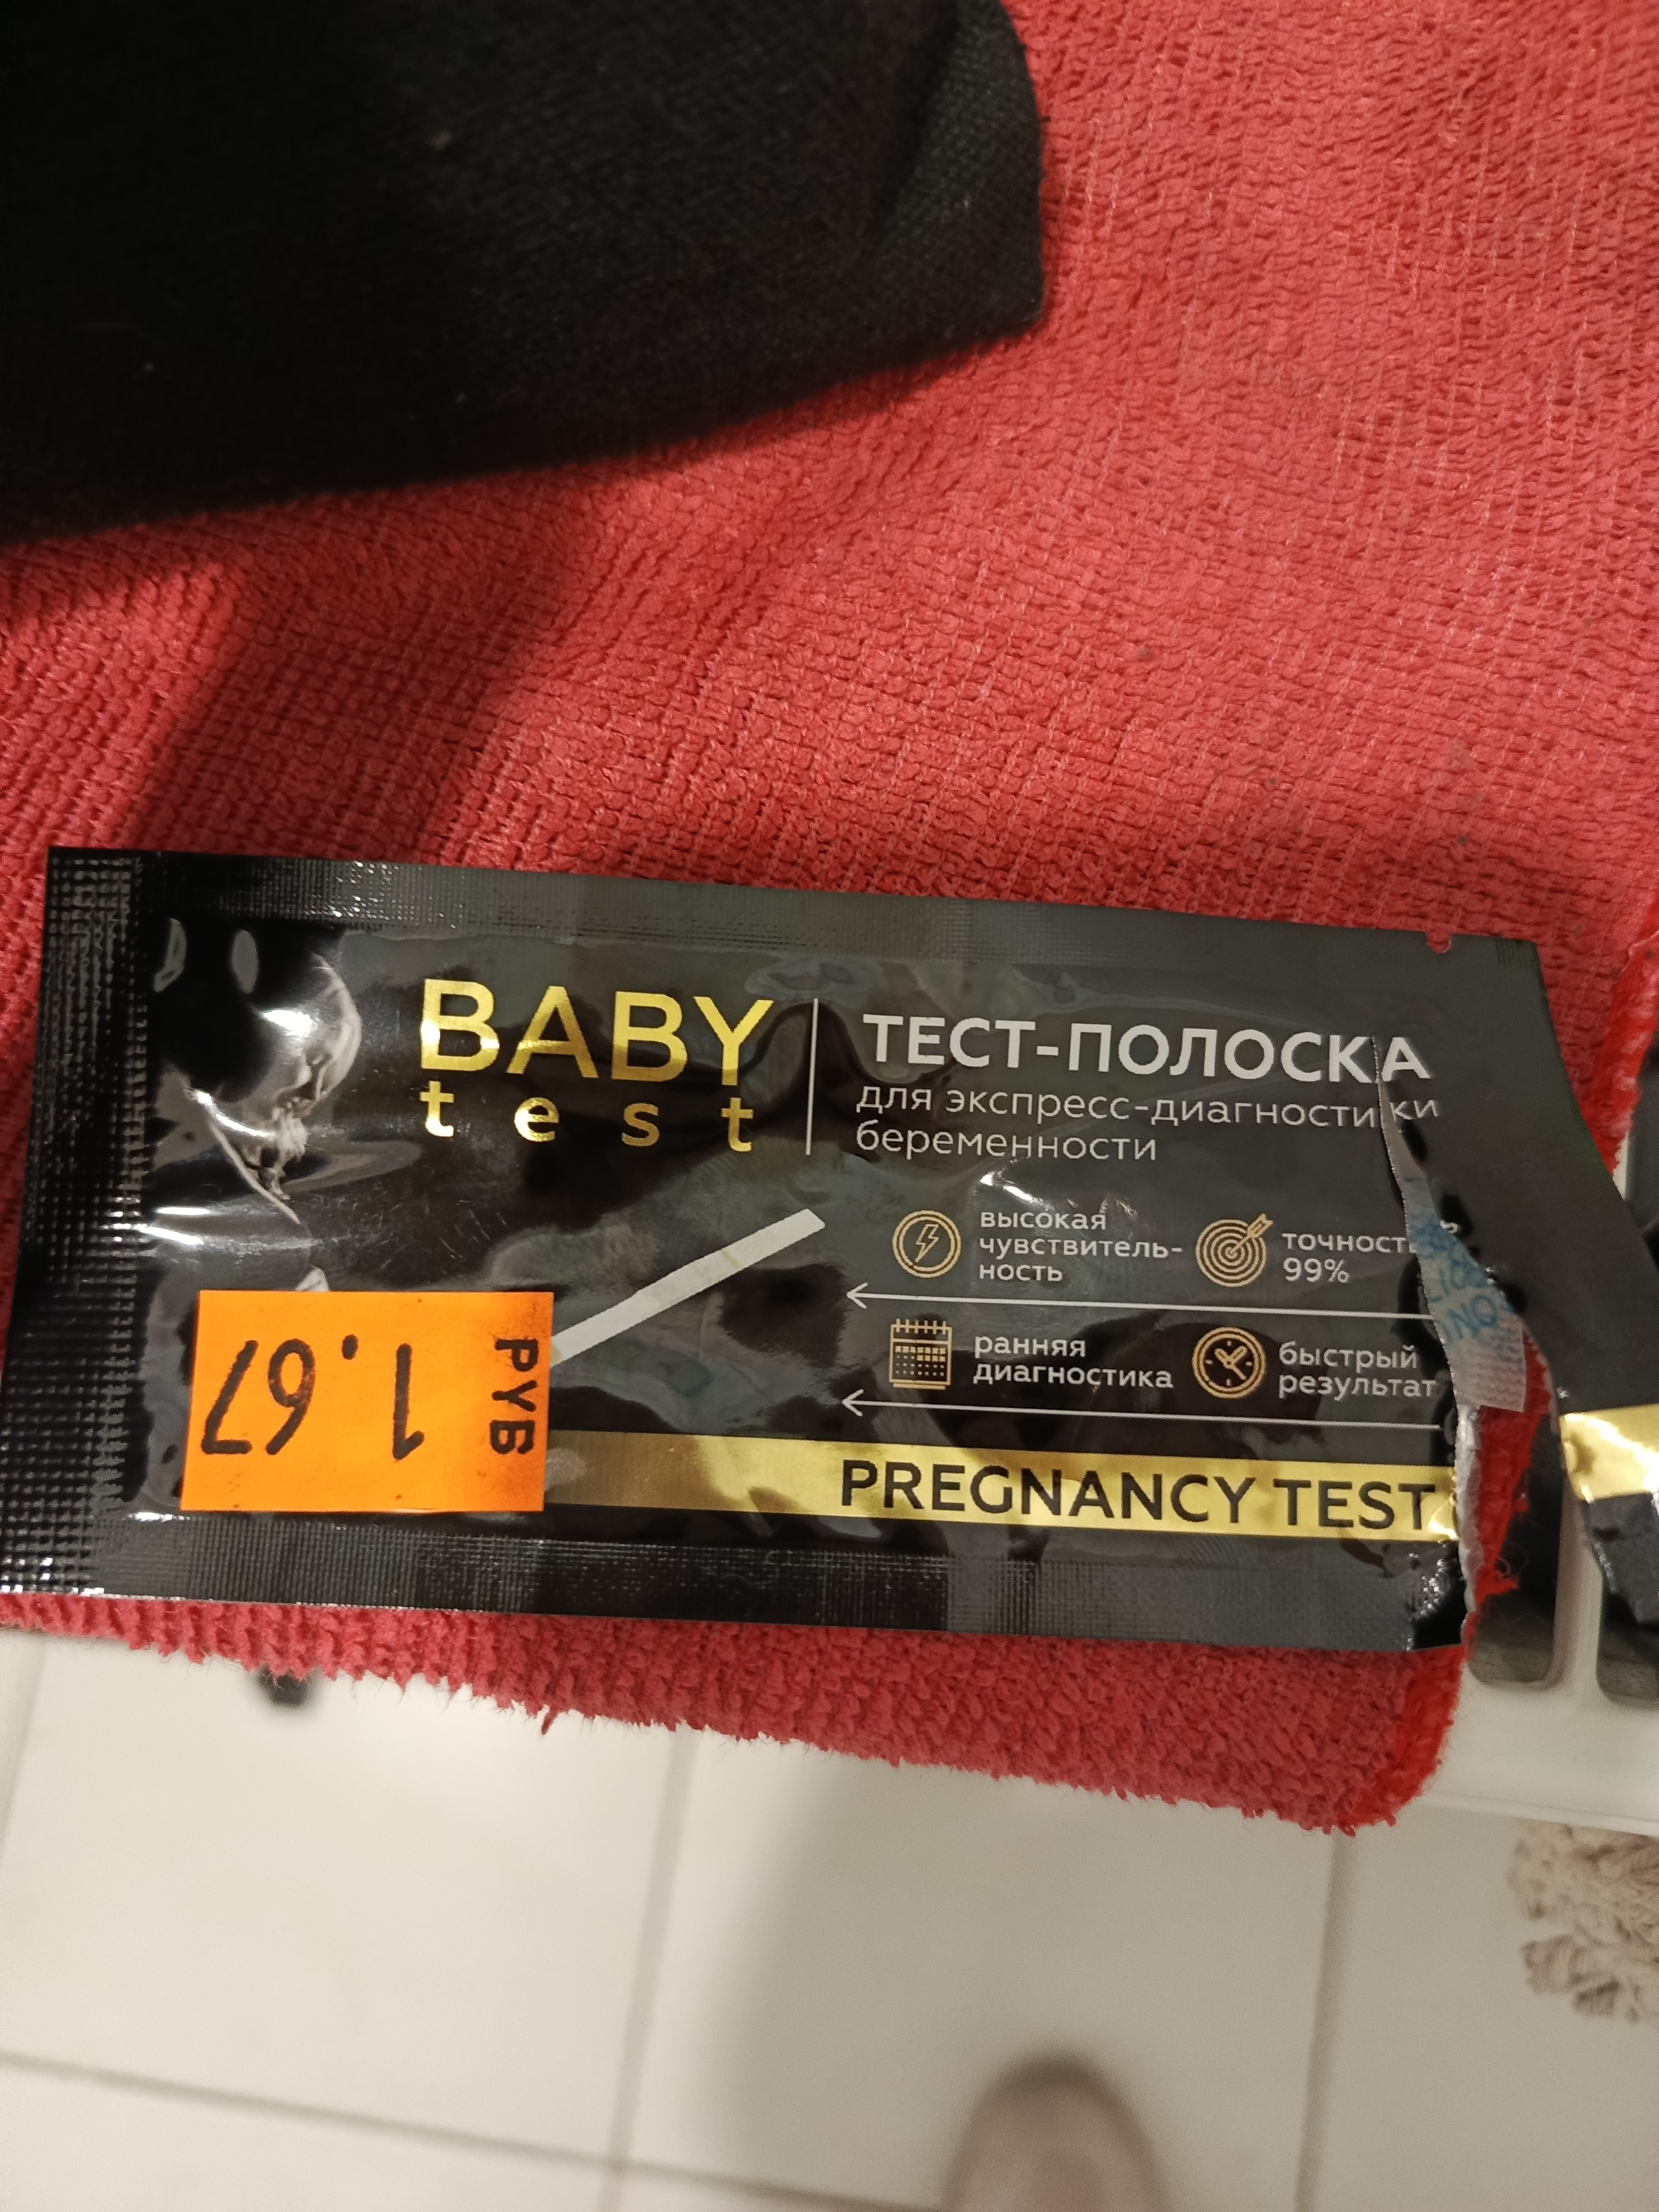 BABY
test
ТЕСТ-ПОЛОСКА
для экспресс-диагностики
беременности
высокая
чувствитель-
ность
точность
99%
ранняя
диагностика
быстрый
результат
PREGNANCY TEST
РУБ
1.67